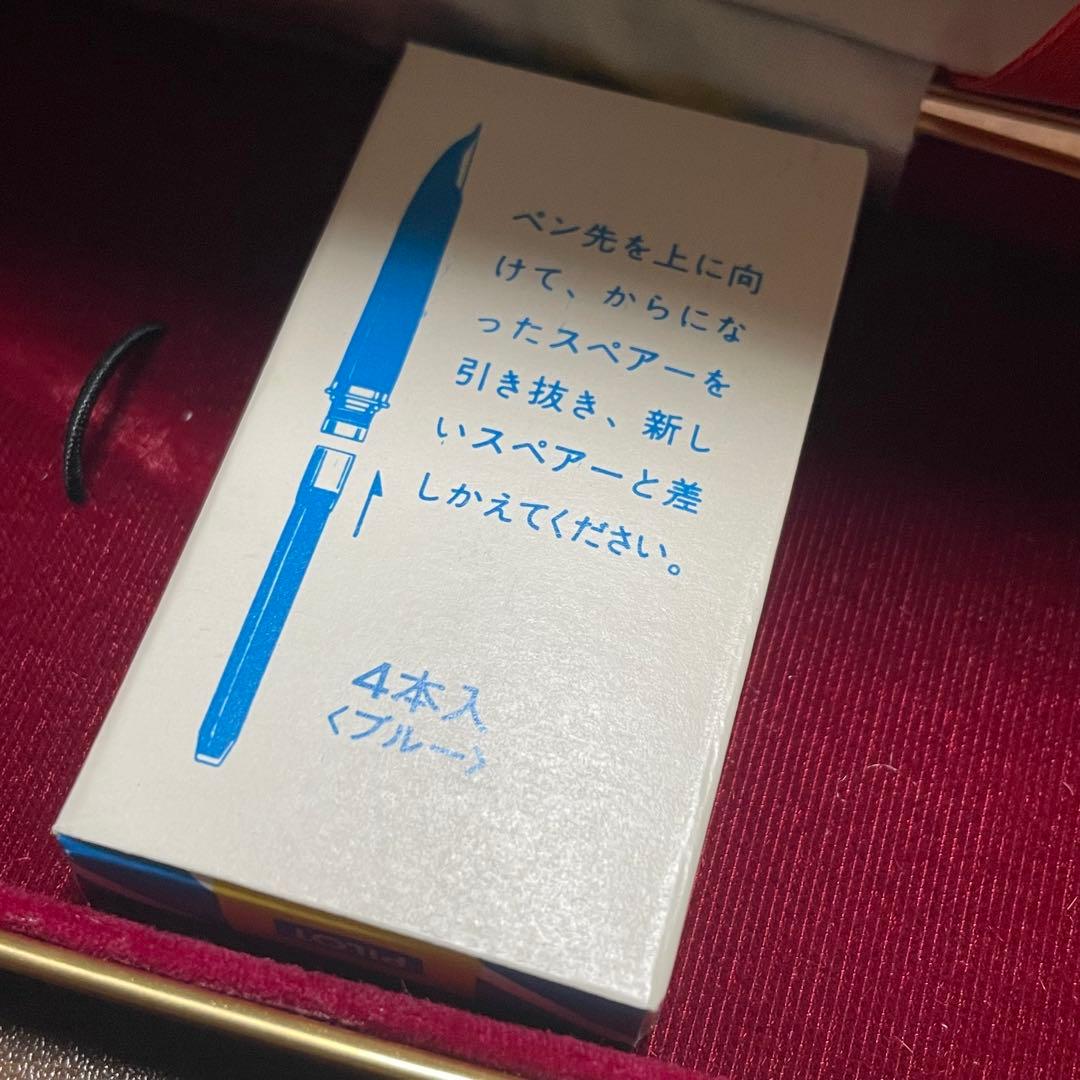 ペン先を上に向
けて、からにな
ったスペアーを
引き抜き、新し
いスペアーと差
しかえてください。
4本入
〈ブルー〉
PILOT